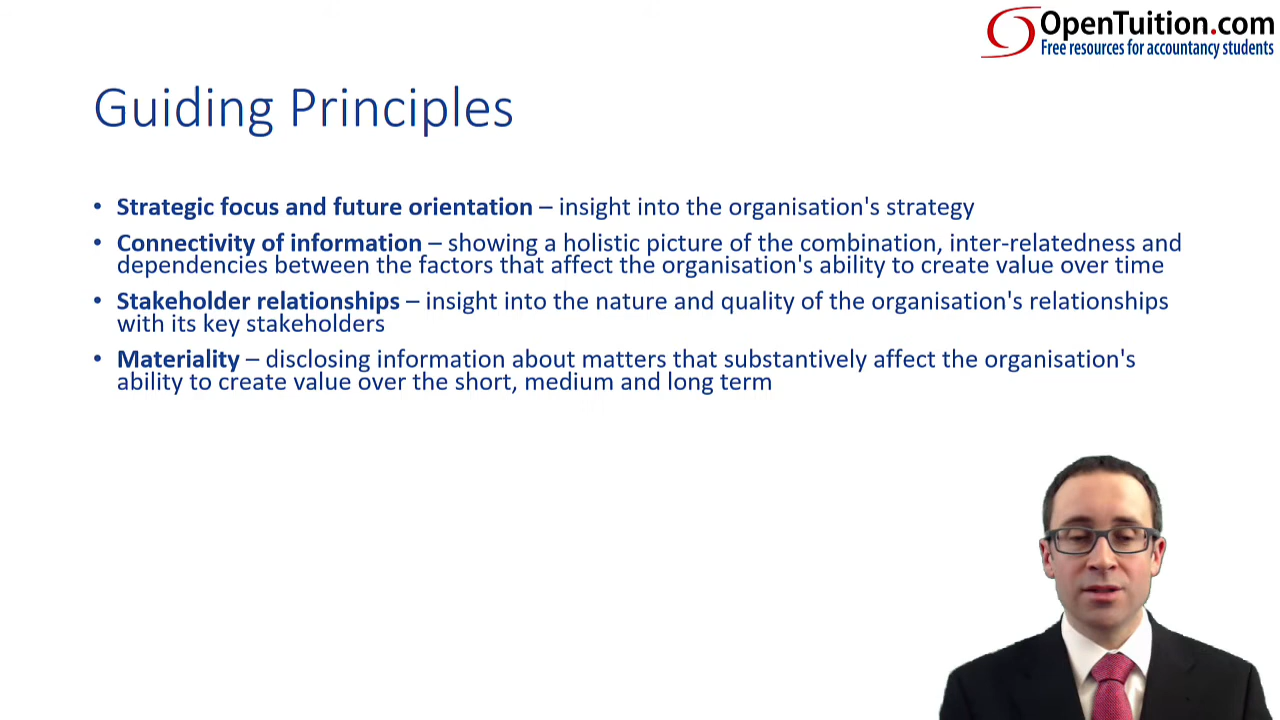 OpenTuition.com
Free resources for accountancy students
Guiding Principles
• Strategic focus and future orientation – insight into the organisation's strategy
• Connectivity of information – showing a holistic picture of the combination, inter-relatedness and
dependencies between the factors that affect the organisation's ability to create value over time
• Stakeholder relationships – insight into the nature and quality of the organisation's relationships
with its key stakeholders
• Materiality – disclosing information about matters that substantively affect the organisation's
ability to create value over the short, medium and long term